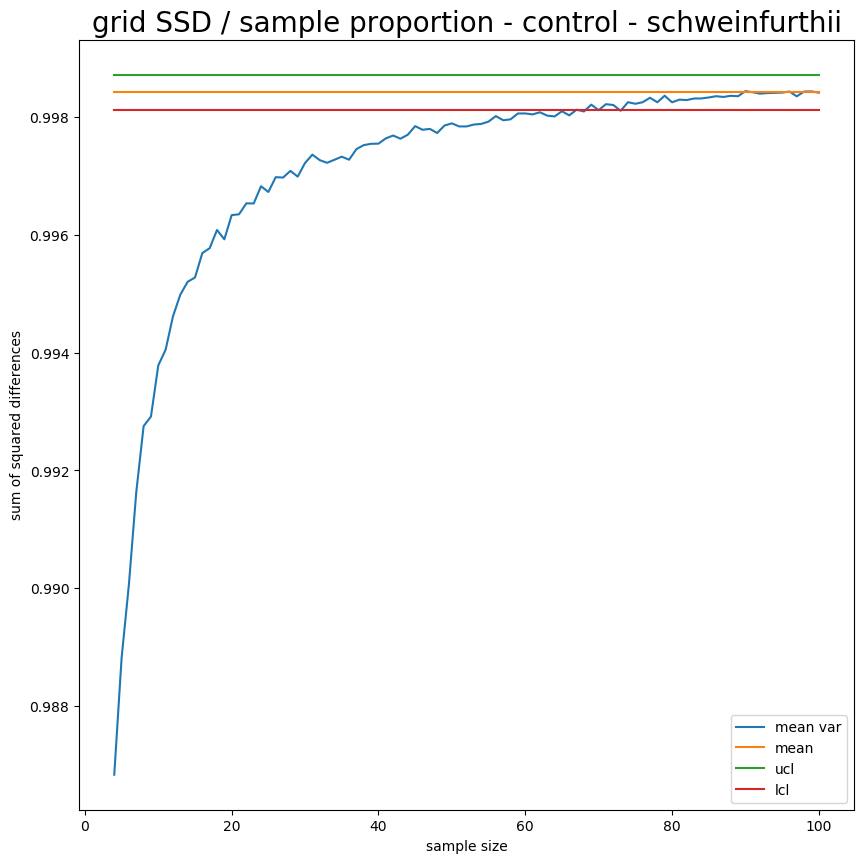 grid SSD / sample proportion - control - schweinfurthii
sum of squared differences
0.998
0.996
0.994
0.992
0.990
0.988
0
20
40
60
80
100
sample size
mean var
mean
ucl
lcl